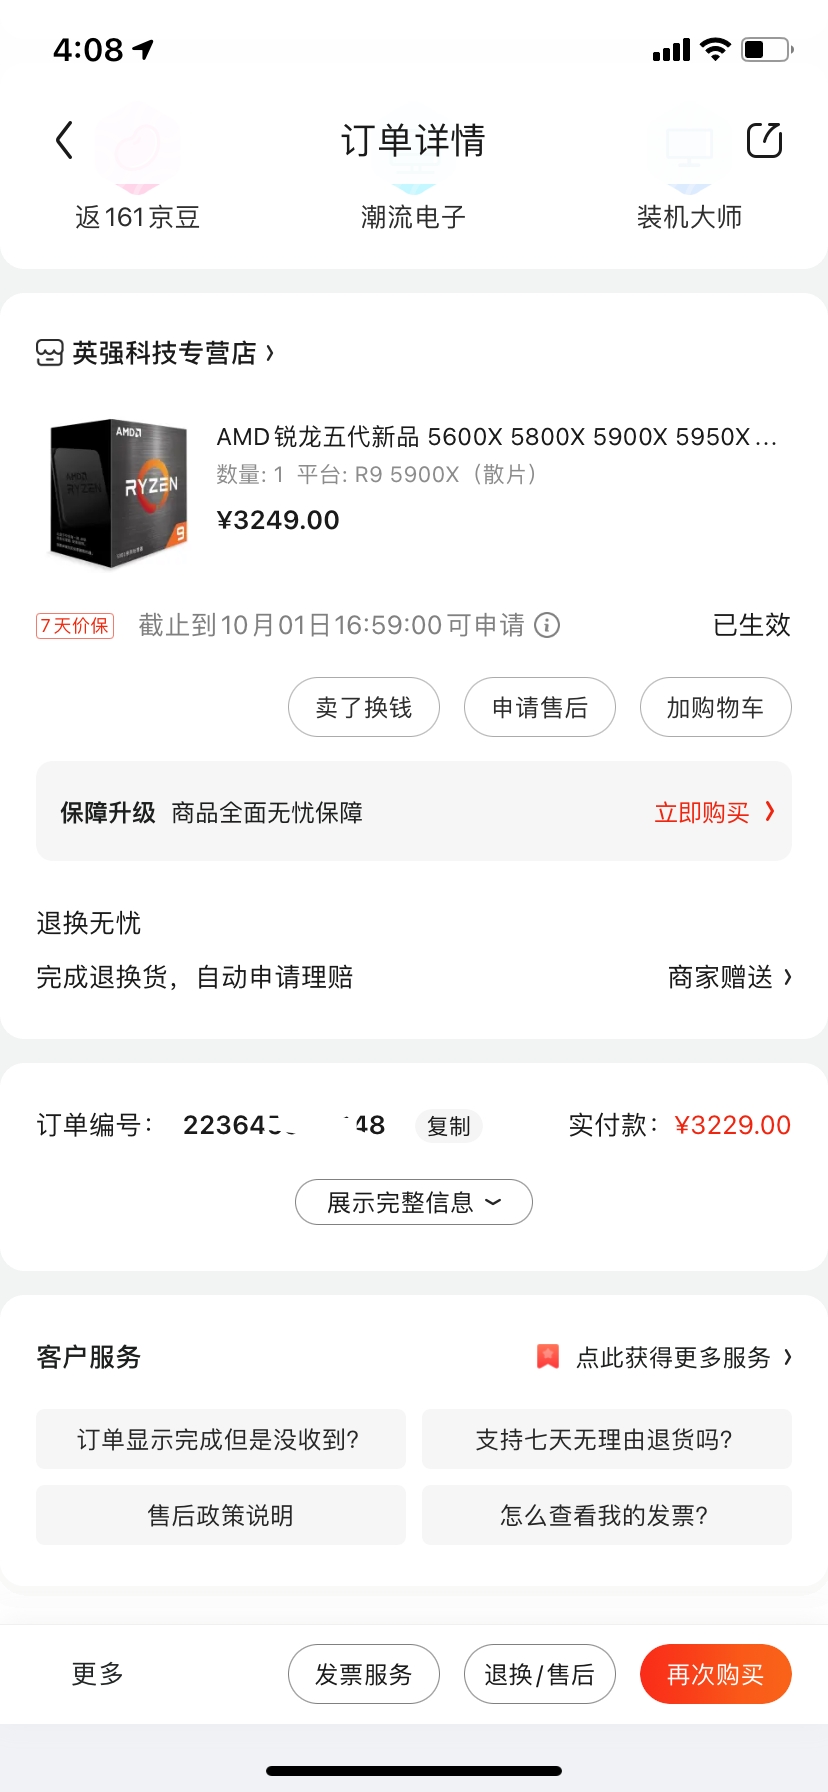 4:08
订单详情
返161京豆
潮流电子
装机大师
英强科技专营店 ›
AMD
RYZEN
9
AMD锐龙五代新品 5600X 5800X 5900X 5950X...
数量: 1 平台: R9 5900X（散片）
¥3249.00
7天价保 截止到10月01日16:59:00可申请 已生效
卖了换钱 申请售后 加购物车
保障升级 商品全面无忧保障 立即购买 ›
退换无忧
完成退换货，自动申请理赔 商家赠送 ›
订单编号： 22364 48 复制 实付款：¥3229.00
展示完整信息
客户服务 点此获得更多服务 ›
订单显示完成但是没收到? 支持七天无理由退货吗?
售后政策说明 怎么查看我的发票?
更多 发票服务 退换/售后 再次购买